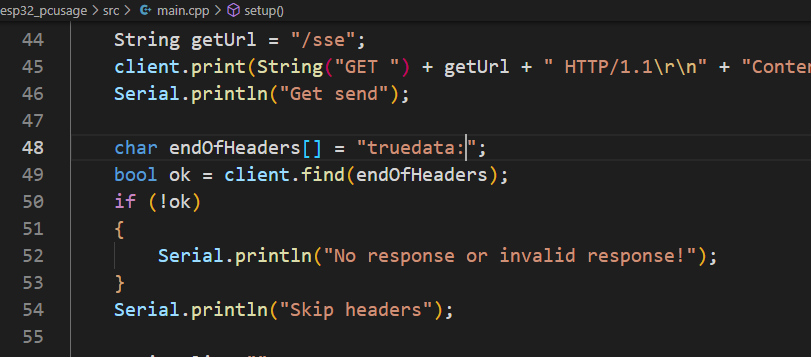 esp32_pcusage > src > main.cpp > setup()
44 String getUrl = "/sse";
45 client.print(String("GET ") + getUrl + " HTTP/1.1\r\n" + "Conten
46 Serial.println("Get send");
47
48 char endOfHeaders[] = "truedata:";
49 bool ok = client.find(endOfHeaders);
50 if (!ok)
51 {
52 Serial.println("No response or invalid response!");
53 }
54 Serial.println("Skip headers");
55